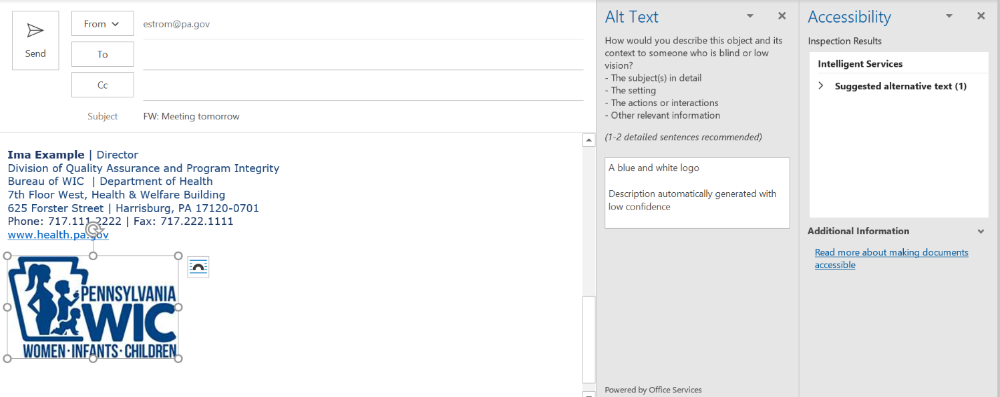 Send
From
estrom@pa.gov
To
Cc
Subject
FW: Meeting tomorrow
Ima Example | Director
Division of Quality Assurance and Program Integrity
Bureau of WIC | Department of Health
7th Floor West, Health & Welfare Building
625 Forster Street | Harrisburg, PA 17120-0701
Phone: 717.111.2222 | Fax: 717.222.1111
www.health.pa.gov
PENNSYLVANIA
WIC
WOMEN·INFANTS·CHILDREN
Alt Text
How would you describe this object and its
context to someone who is blind or low
vision?
- The subject(s) in detail
- The setting
- The actions or interactions
- Other relevant information
(1-2 detailed sentences recommended)
A blue and white logo
Description automatically generated with
low confidence
Powered by Office Services
Accessibility
Inspection Results
Intelligent Services
Suggested alternative text (1)
Additional Information
Read more about making documents
accessible